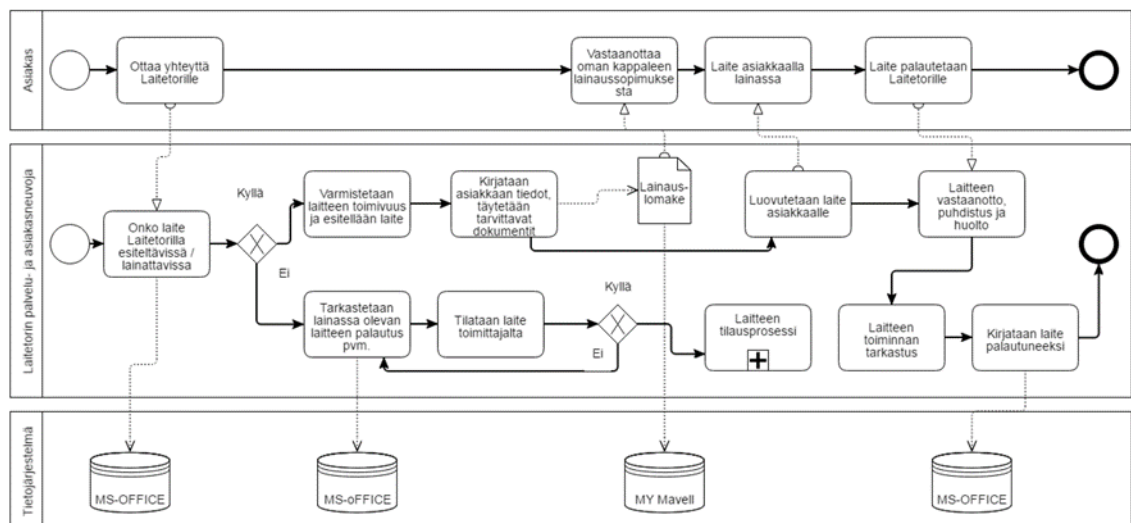 Asiakas
Ottaa yhteyttä
Laitetorille
Vastaanottaa
oman kappaleen
lainaussopimukse
sta
Laite asiakkaalla
lainassa
Laite palautetaan
Laitetorille
Laitetorin palvelu- ja asiakasneuvoja
Onko laite
Laitetorilla
esiteltävissä /
lainattavissa
Kyllä
Ei
Varmistetaan
laitteen toimivuus
ja esitellään laite
Kirjataan
asiakkaan tiedot,
täytetään
tarvittavat
dokumentit
Lainaus-
lomake
Luovutetaan laite
asiakkaalle
Laitteen
vastaanotto,
puhdistus ja
huolto
Tarkastetaan
lainassa olevan
laitteen palautus
pvm.
Tilataan laite
toimittajalta
Kyllä
Ei
Laitteen
tilausprosessi
Laitteen
toiminnan
tarkastus
Kirjataan laite
palautuneeksi
Tietojärjestelmä
MS-OFFICE
MS-oFFICE
MY Mavell
MS-OFFICE